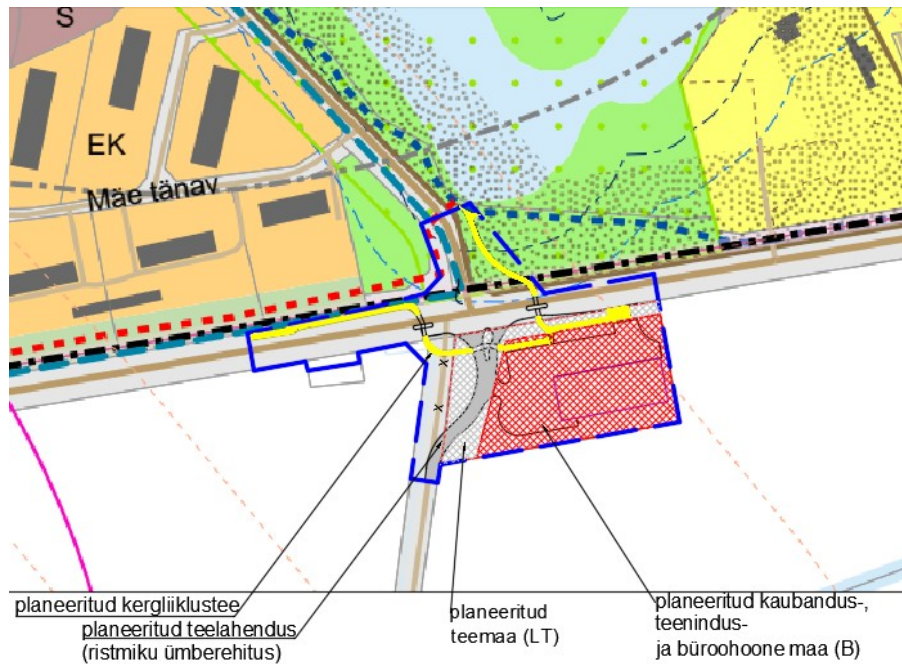 S
EK
Mäe tänav
x
x
planeeritud kergliiklustee
planeeritud teelahendus
(ristmiku ümberehitus)
planeeritud
teemaa (LT)
planeeritud kaubandus-,
teenindus-
ja büroohoone maa (B)